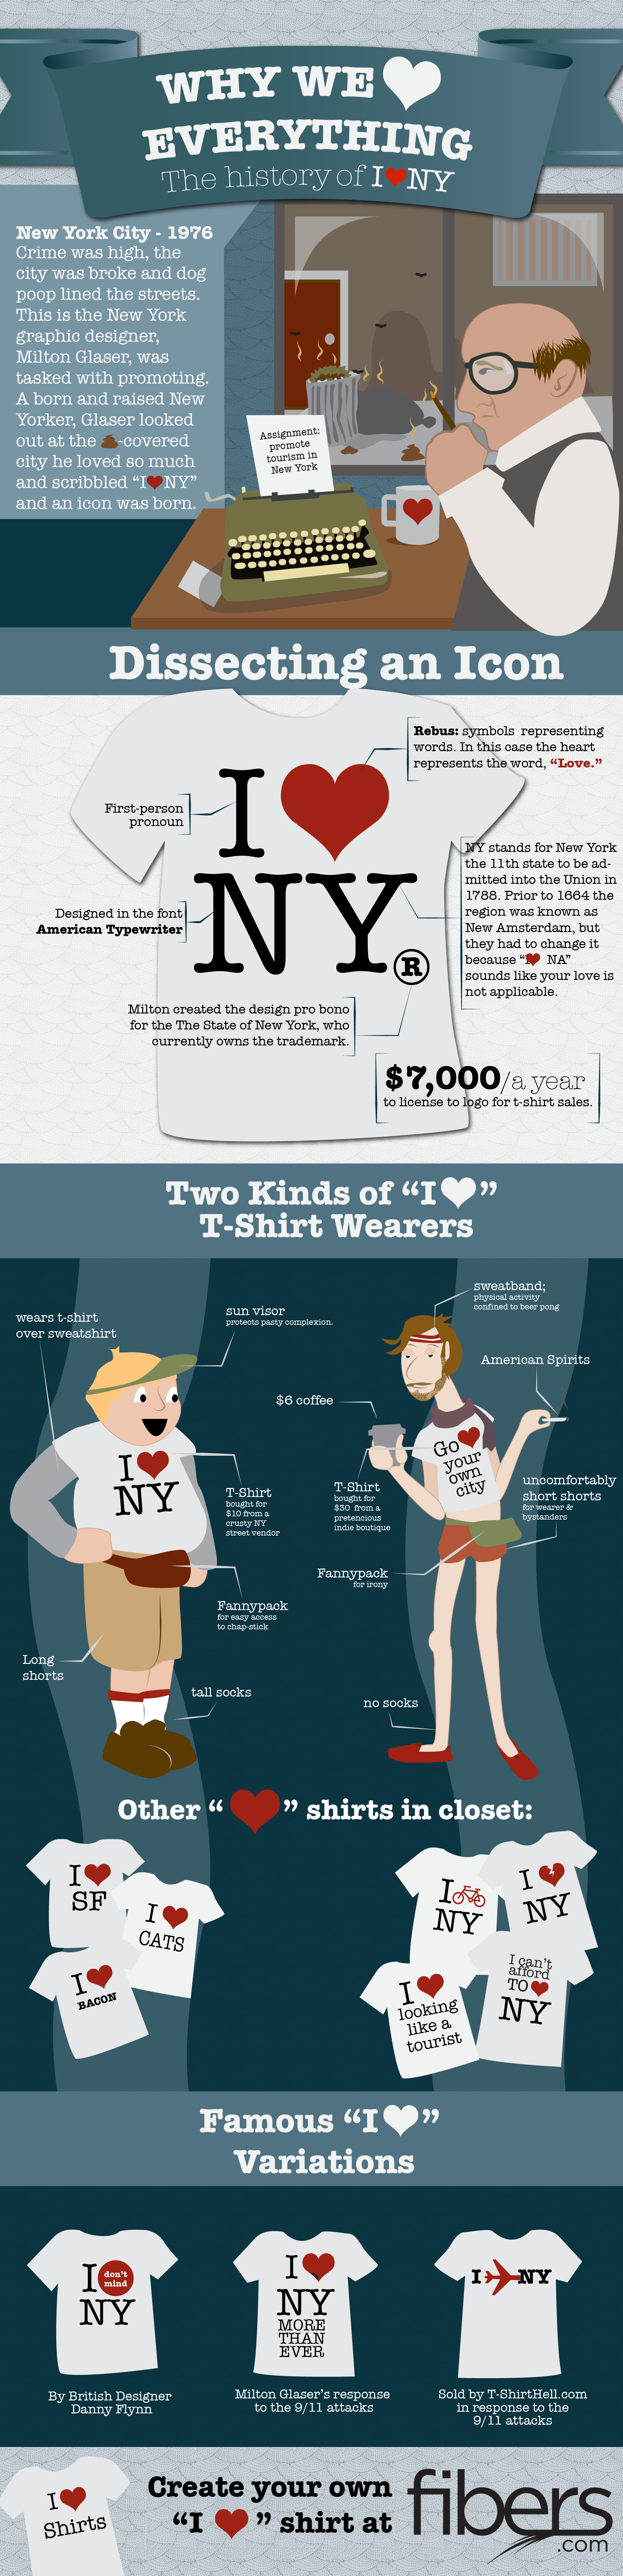 WHY WE
EVERYTHING
The history of I NY
New York City - 1976
Crime was high, the
city was broke and dog
poop lined the streets.
This is the New York
graphic designer,
Milton Glaser, was
tasked with promoting.
A born and raised New
Yorker, Glaser looked
out at the -covered
city he loved so much
and scribbled “I NY”
and an icon was born.
Assignment:
promote
tourism in
New York
Dissecting an Icon
Rebus: symbols representing
words. In this case the heart
represents the word, “Love.”
First-person
pronoun
I
NY®
Designed in the font
American Typewriter
NY stands for New York
the 11th state to be ad-
mitted into the Union in
1788. Prior to 1664 the
region was known as
New Amsterdam, but
they had to change it
because “I NA”
sounds like your love is
not applicable.
Milton created the design pro bono
for the The State of New York, who
currently owns the trademark.
$7,000/a year
to license to logo for t-shirt sales.
Two Kinds of “I ”
T-Shirt Wearers
wears t-shirt
over sweatshirt
sun visor
protects pasty complexion.
I
NY
T-Shirt
bought for
$10 from a
crusty NY
street vendor
Fannypack
for easy access
to chap-stick
Long
shorts
tall socks
sweatband;
physical activity
confined to beer pong
American Spirits
$6 coffee
Go
your
own
city
T-Shirt
bought for
$30 from a
pretencious
indie boutique
uncomfortably
short shorts
for wearer &
bystanders
Fannypack
for irony
no socks
Other “ ” shirts in closet:
I
SF
I
CATS
I
BACON
I
NY
I
NY
I
looking
like a
tourist
I can't
afford
TO
NY
Famous “I ”
Variations
I don't
mind
NY
By British Designer
Danny Flynn
I
NY
MORE
THAN
EVER
Milton Glaser's response
to the 9/11 attacks
I NY
Sold by T-ShirtHell.com
in response to the
9/11 attacks
I
Shirts
Create your own
“I ” shirt at
fibers
.com